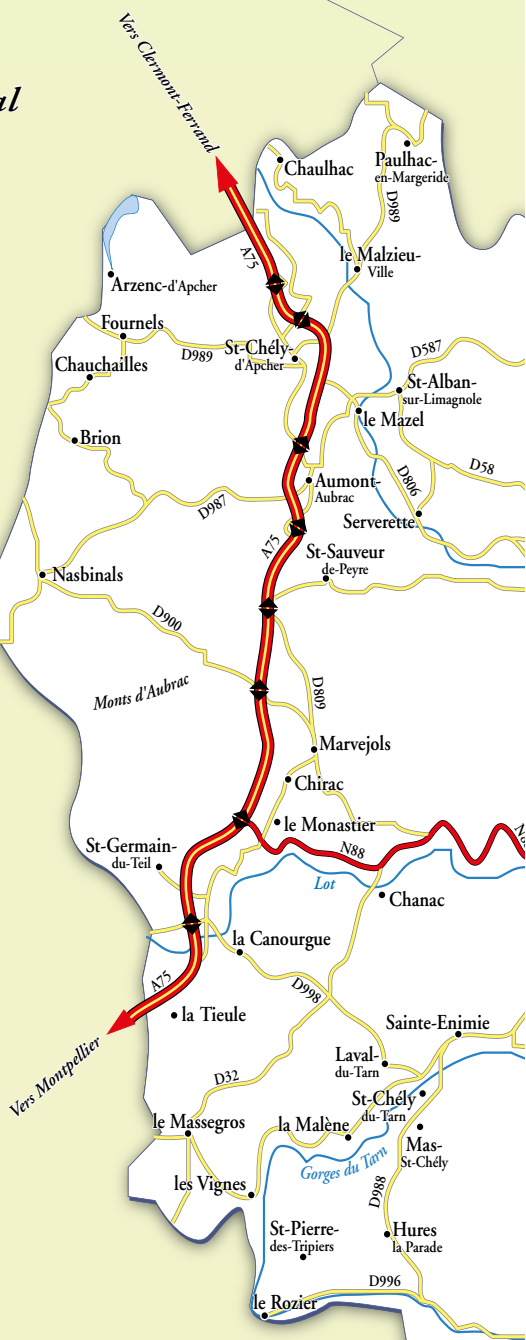 al
Vers Clermont-Ferrand
Chaulhac
Paulhac-
en-Margeride
D989
A75
le Malzieu-
Ville
Arzenc-d'Apcher
Fournels
D989
St-Chély-
d'Apcher
D587
Chauchailles
St-Alban-
sur-Limagnole
le Mazel
Brion
D58
D806
Aumont-
Aubrac
D987
Serverette
A75
St-Sauveur
de-Peyre
Nasbinals
D900
Monts d'Aubrac
D809
Marvejols
Chirac
le Monastier
N88
St-Germain-
du-Teil
N88
Lot
Chanac
la Canourgue
A75
D998
la Tieule
Sainte-Enimie
Vers Montpellier
Laval-
du-Tarn
D32
St-Chély
du-Tarn
le Massegros
la Malène
Mas-
St-Chély
Gorges du Tarn
les Vignes
D988
St-Pierre-
des-Tripiers
Hures
la Parade
D996
le Rozier